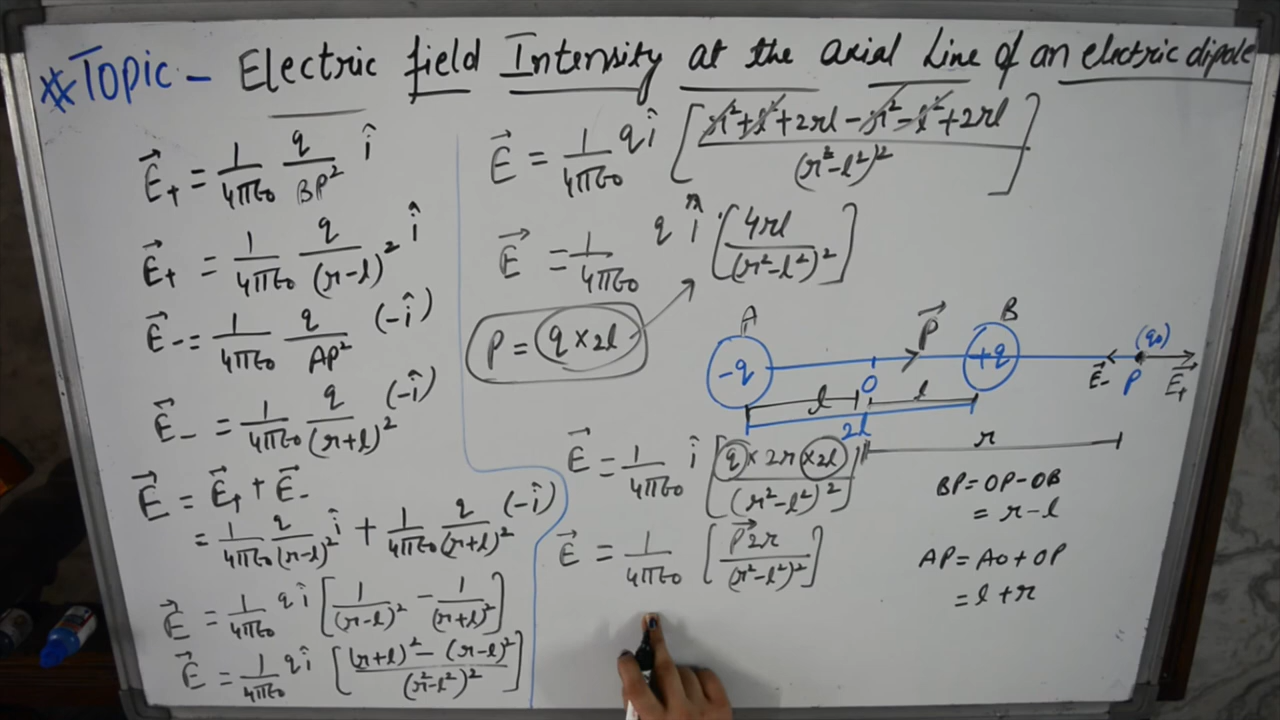 #Topic - Electric field Intensity at the axial Line of an electric dipole
E⃗₊ = 1/4πε₀ q/BP² î
E⃗₊ = 1/4πε₀ q/(r-l)² î
E⃗₋ = 1/4πε₀ q/AP² (-î)
E⃗₋ = 1/4πε₀ q/(r+l)² (-î)
E⃗ = E⃗₊ + E⃗₋
= 1/4πε₀ q/(r-l)² î + 1/4πε₀ q/(r+l)² (-î)
E⃗ = 1/4πε₀ qî [1/(r-l)² - 1/(r+l)²]
E⃗ = 1/4πε₀ qî [(r+l)² - (r-l)²/(r²-l²)²]
E⃗ = 1/4πε₀ qî [r²+l²+2rl-r²-l²+2rl/(r²-l²)²]
E⃗ = 1/4πε₀ q î [4rl/(r²-l²)²]
P = q×2l
A
P⃗
B
-q
+q
(q₀)
O
E⃗₋
P
E⃗₊
l
l
2l
r
E⃗ = 1/4πε₀ î [q×2r×2l/(r²-l²)²]
E⃗ = 1/4πε₀ [P⃗2r/(r²-l²)²]
BP = OP-OB
= r-l
AP = AO+OP
= l+r